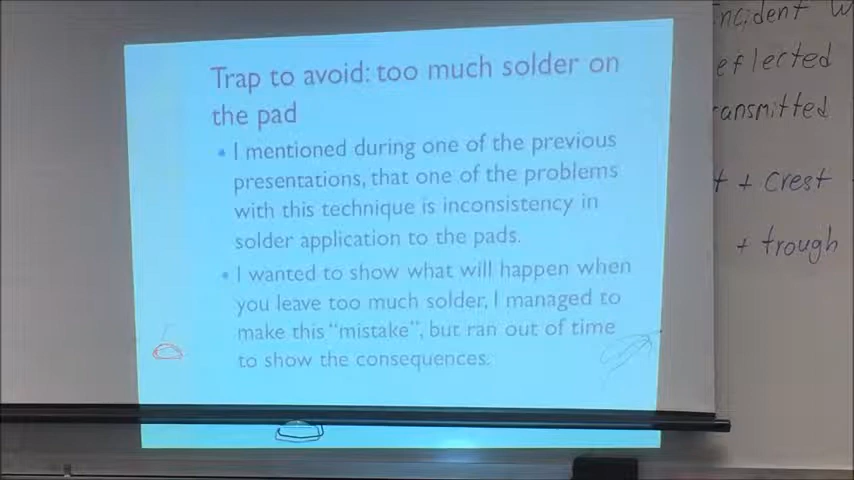 Trap to avoid: too much solder on
the pad
• I mentioned during one of the previous
presentations, that one of the problems
with this technique is inconsistency in
solder application to the pads.
• I wanted to show what will happen when
you leave too much solder, I managed to
make this “mistake”, but ran out of time
to show the consequences.
+ crest
+ trough